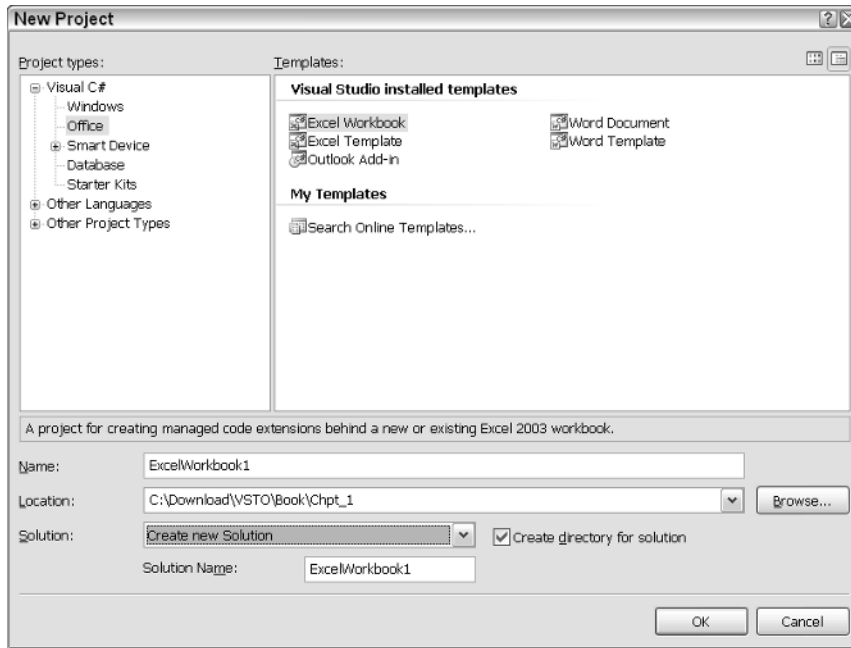 New Project
Project types:
Visual C#
Windows
Office
Smart Device
Database
Starter Kits
Other Languages
Other Project Types
Templates:
Visual Studio installed templates
Excel Workbook
Word Document
Excel Template
Word Template
Outlook Add-in
My Templates
Search Online Templates...
A project for creating managed code extensions behind a new or existing Excel 2003 workbook.
Name: ExcelWorkbook1
Location: C:\Download\VSTO\Book\Chpt_1 Browse...
Solution: Create new Solution Create directory for solution
Solution Name: ExcelWorkbook1
OK Cancel